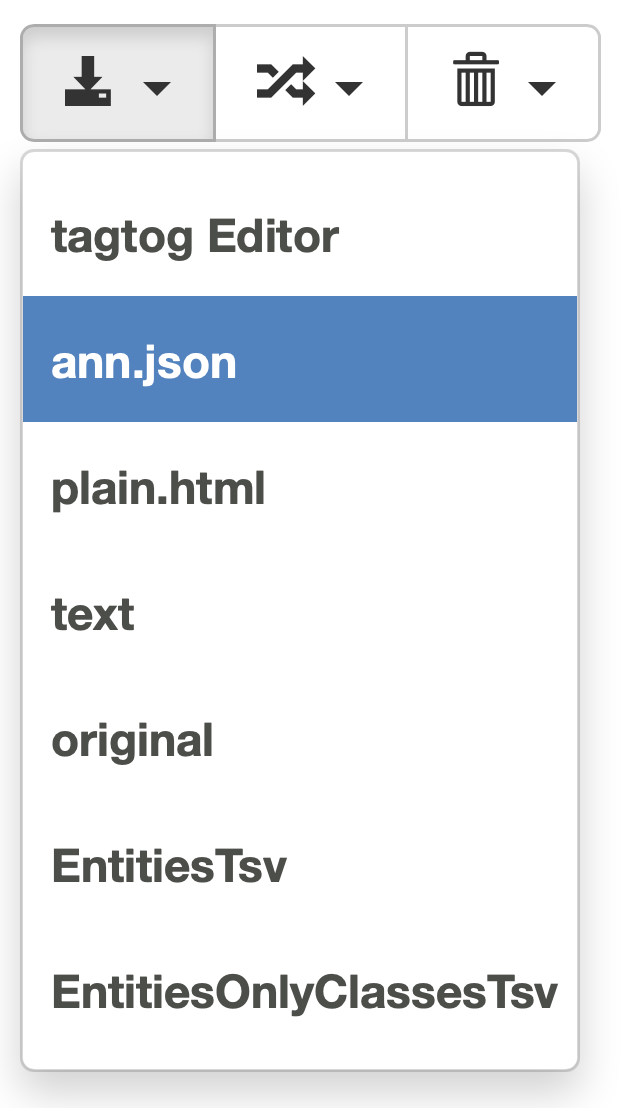 tagtog Editor
ann.json
plain.html
text
original
EntitiesTsv
EntitiesOnlyClassesTsv